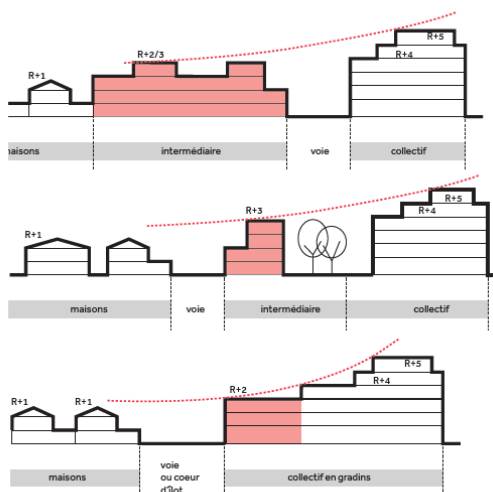 R+5
R+2/3
R+4
R+1
naisons
intermédiaire
voie
collectif
R+5
R+3
R+4
R+1
maisons
voie
intermédiaire
collectif
R+5
R+4
R+2
R+1
R+1
maisons
voie
ou coeur
d'îlot
collectif en gradins